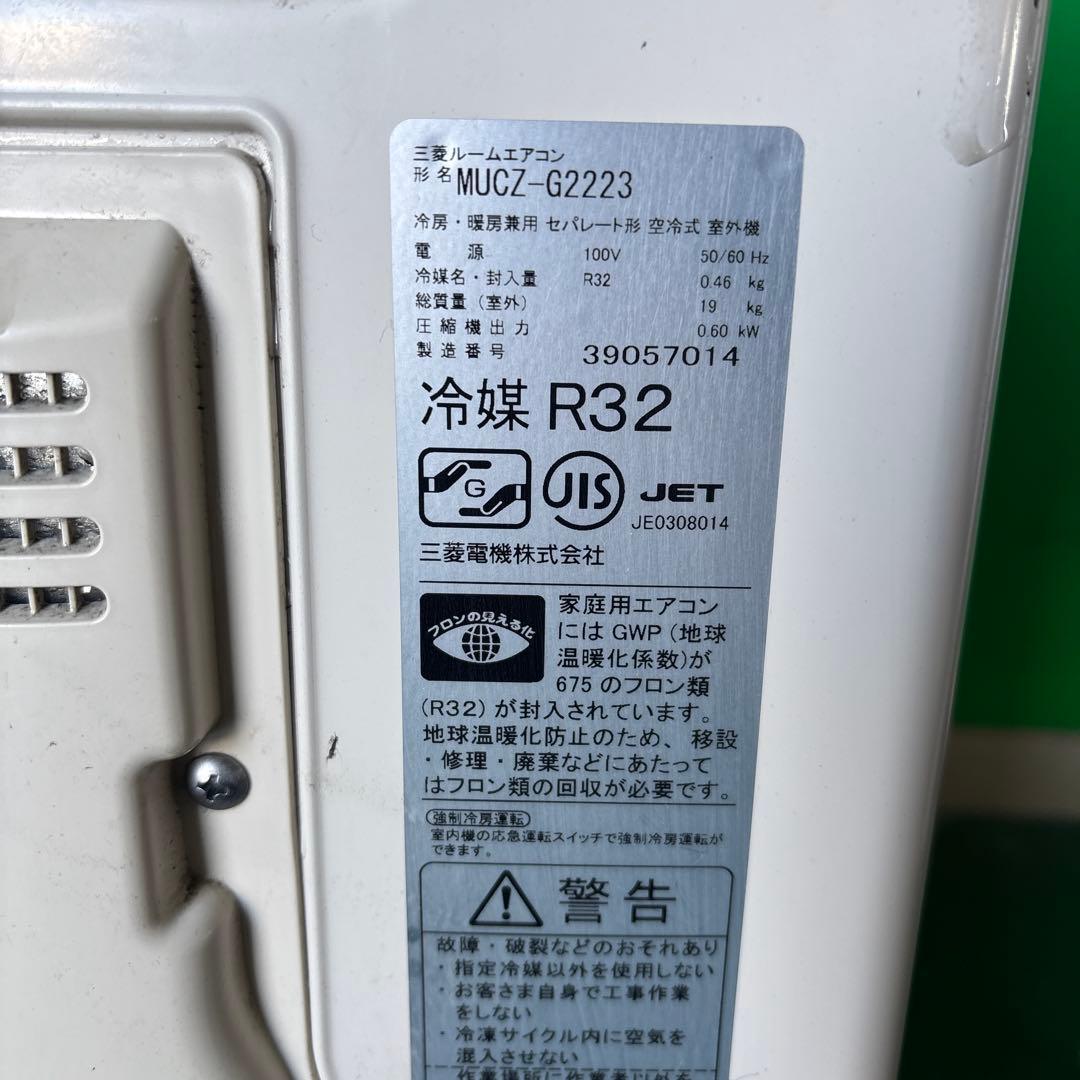 三菱ルームエアコン
形名 MUCZ-G2223
冷房・暖房兼用 セパレート形 空冷式 室外機
電源 100V 50/60 Hz
冷媒名・封入量 R32 0.46 kg
総質量（室外） 19 kg
圧縮機出力 0.60 kW
製造番号 39057014
冷媒 R32
G JIS JET
JE0308014
三菱電機株式会社
フロンの見える化
家庭用エアコン
には GWP（地球
温暖化係数)が
675 のフロン類
(R32) が封入されています。
地球温暖化防止のため、移設
・修理・廃棄などにあたって
はフロン類の回収が必要です。
強制冷房運転
室内機の応急運転スイッチで強制冷房運転が
できます。
警告
故障・破裂などのおそれあり
・指定冷媒以外を使用しない
・お客さま自身で工事作業
をしない
・冷凍サイクル内に空気を
混入させない
作業場所に作業者以外を